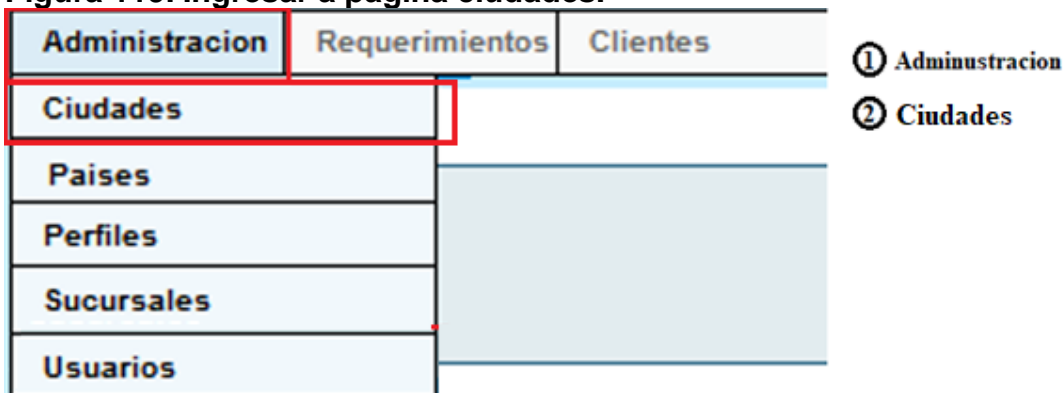 Administracion Requerimientos Clientes
Ciudades
Paises
Perfiles
Sucursales
Usuarios
1 Adminustracion
2 Ciudades